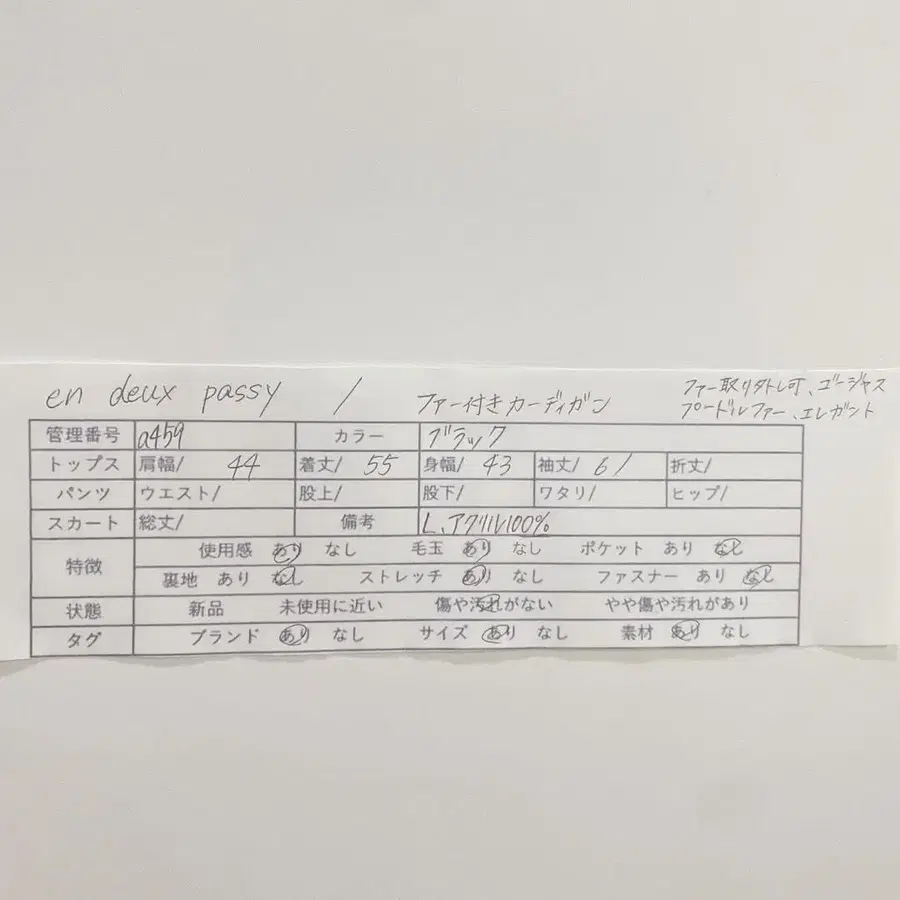 en deux passy / ファー付きカーディガン ファー取り外し可、ゴージャス
プードルファー、エレガント
管理番号 a459 カラー ブラック
トップス 肩幅/ 44 着丈/ 55 身幅/ 43 袖丈/ 61 裄丈/
パンツ ウエスト/ 股上/ 股下/ ワタリ/ ヒップ/
スカート 総丈/ 備考 L、アクリル100%
特徴 使用感 あり なし 毛玉 あり なし ポケット あり なし
裏地 あり なし ストレッチ あり なし ファスナー あり なし
状態 新品 未使用に近い 傷や汚れがない やや傷や汚れがあり
タグ ブランド あり なし サイズ あり なし 素材 あり なし